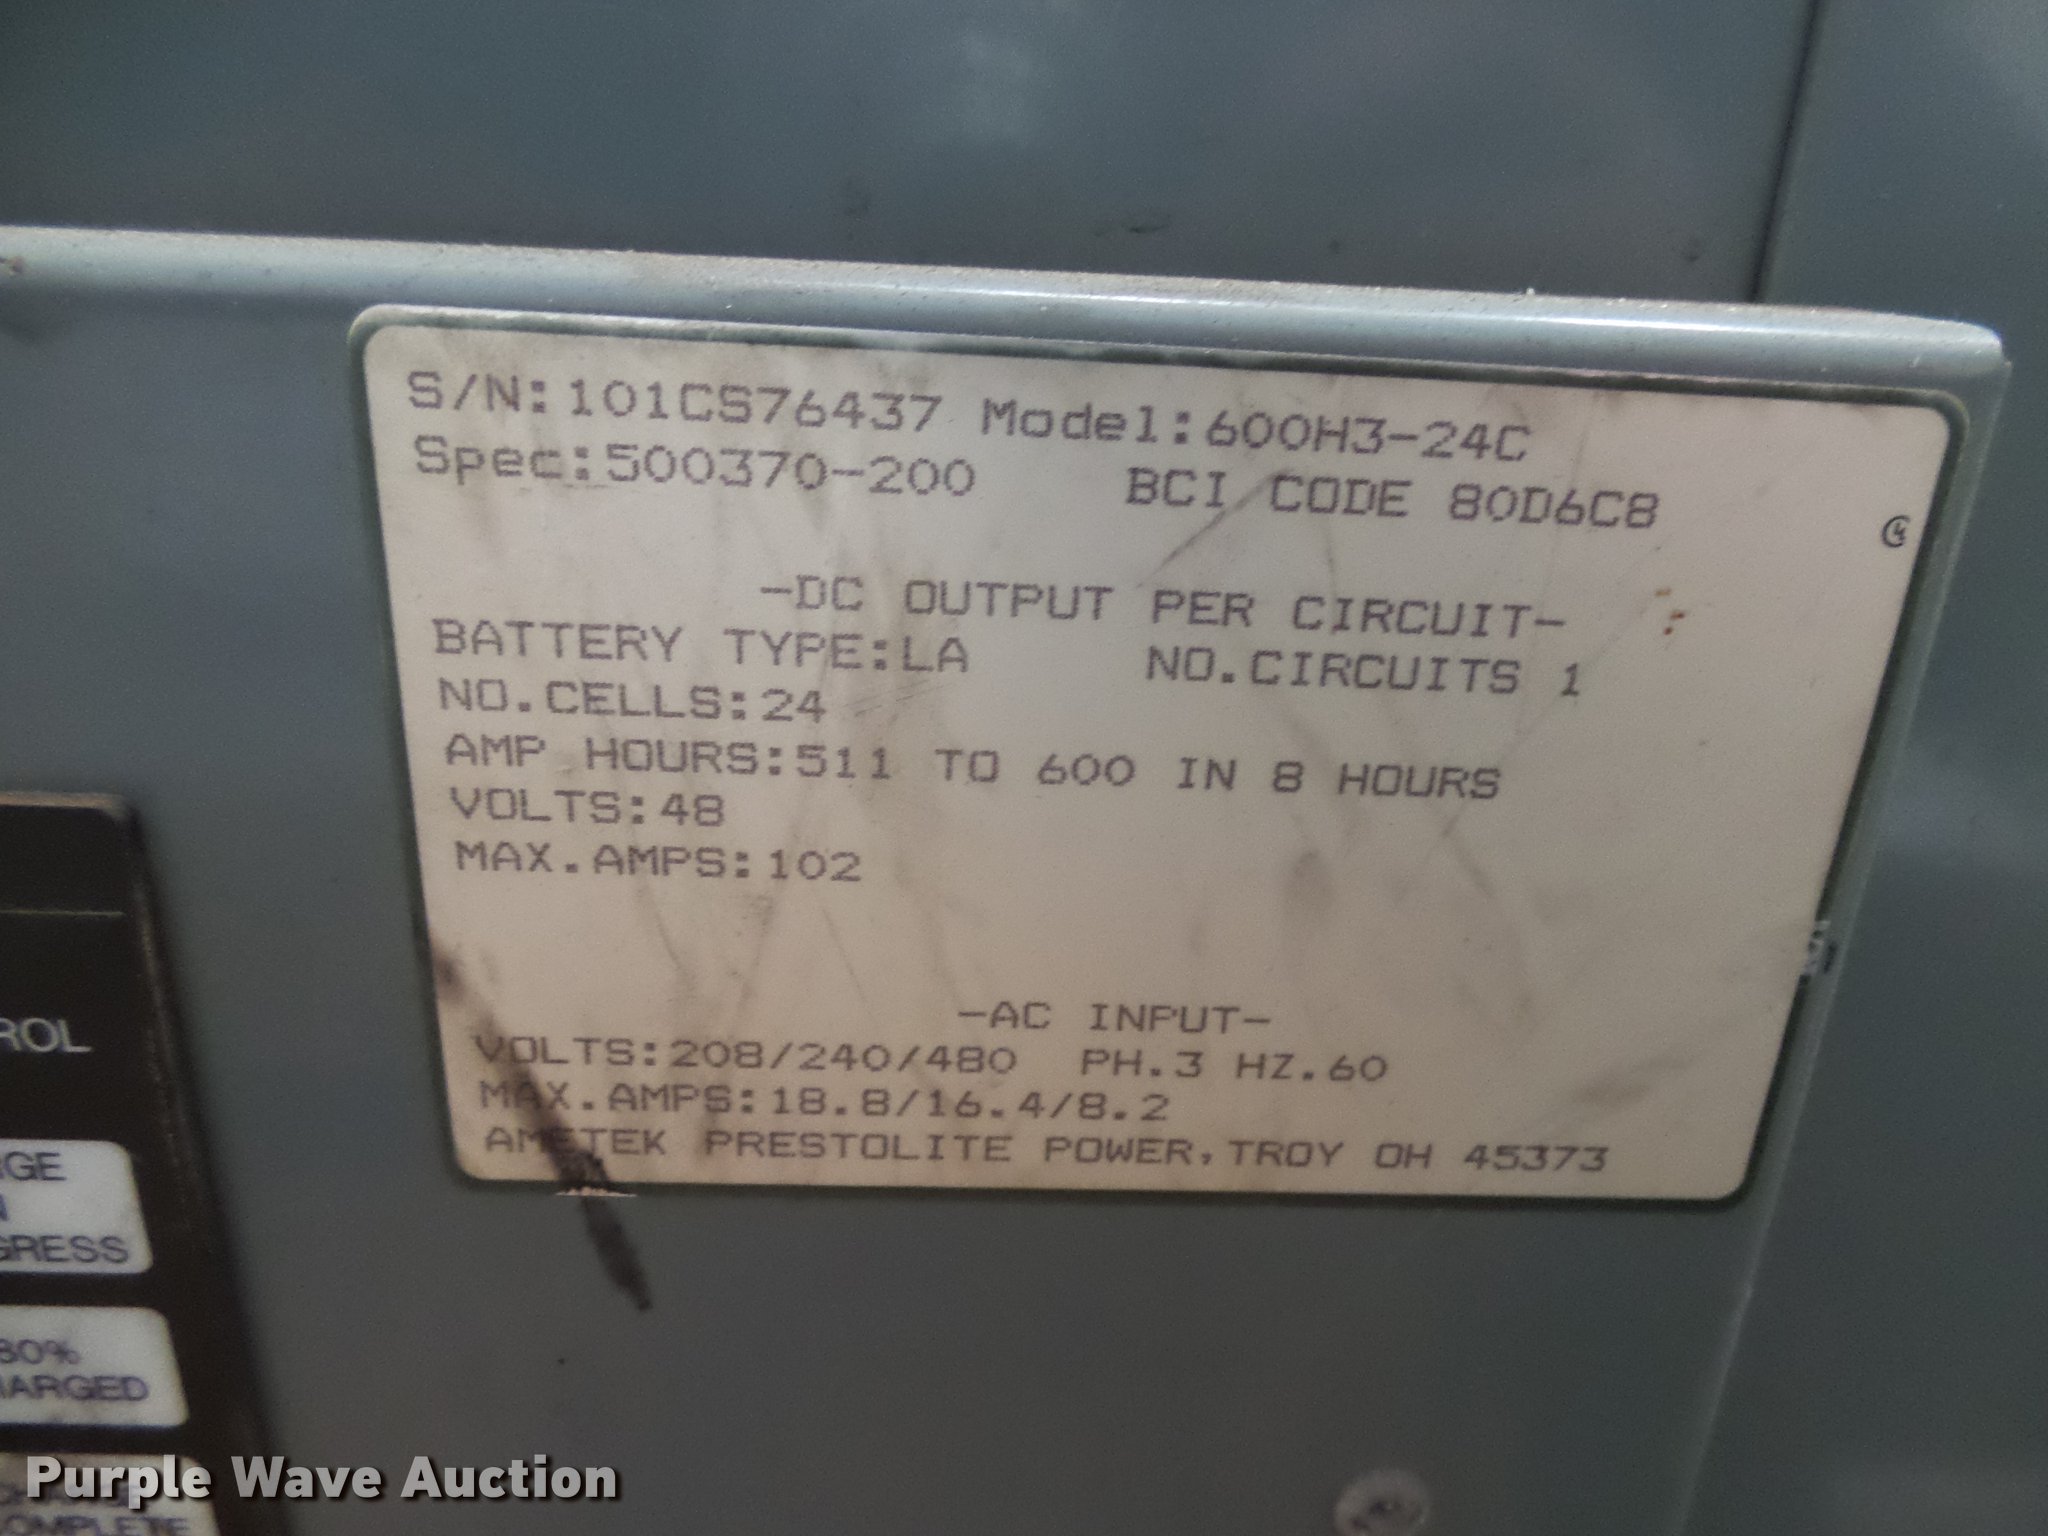 S/N:101CS76437 Model:600H3-24C
Spec:500370-200 BCI CODE 80D6C8
-DC OUTPUT PER CIRCUIT-
BATTERY TYPE:LA NO.CIRCUITS 1
NO.CELLS:24
AMP HOURS:511 TO 600 IN 8 HOURS
VOLTS:48
MAX.AMPS:102
-AC INPUT-
VOLTS:208/240/480 PH.3 HZ.60
MAX.AMPS:18.8/16.4/8.2
AMETEK PRESTOLITE POWER,TROY OH 45373
ROL
RGE
GRESS
80%
HARGED
OMPLETE
Purple Wave Auction